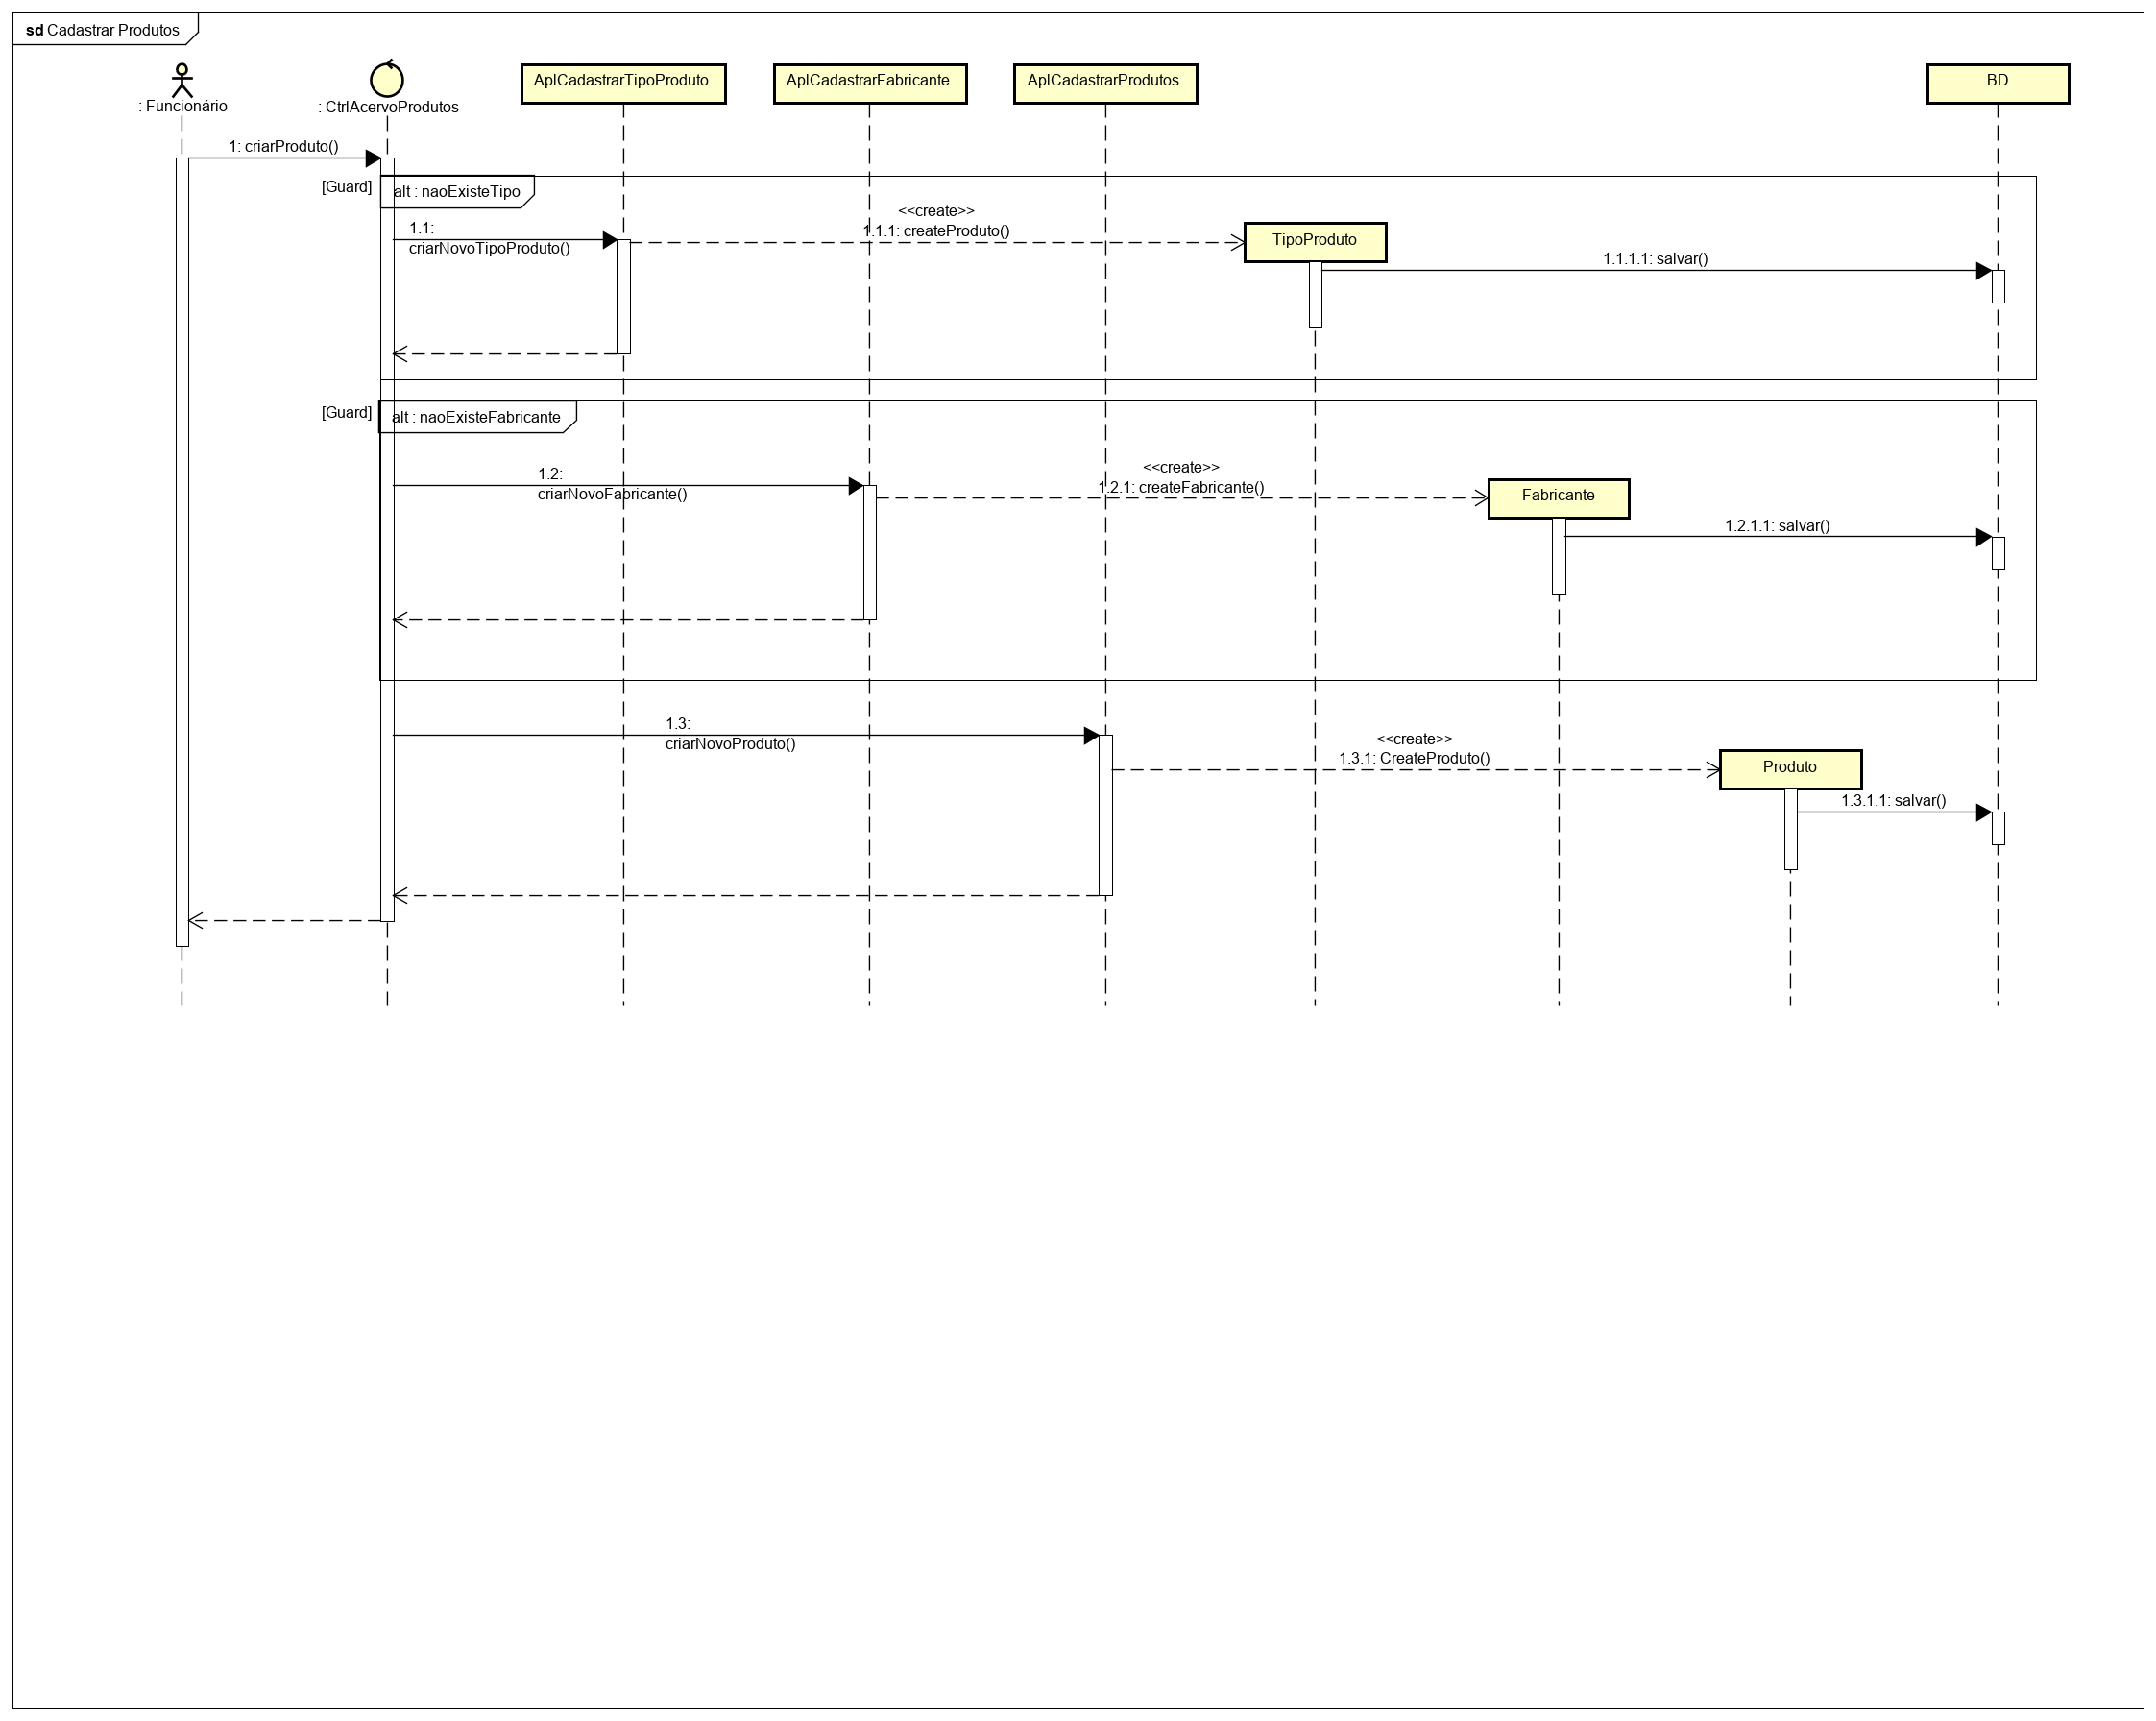 sd Cadastrar Produtos
: Funcionário
: CtrlAcervoProdutos
AplCadastrarTipoProduto
AplCadastrarFabricante
AplCadastrarProdutos
BD
1: criarProduto()
[Guard]
alt : naoExisteTipo
<<create>>
1.1:
criarNovoTipoProduto()
1.1.1: createProduto()
TipoProduto
1.1.1.1: salvar()
[Guard]
alt : naoExisteFabricante
1.2:
criarNovoFabricante()
<<create>>
1.2.1: createFabricante()
Fabricante
1.2.1.1: salvar()
1.3:
criarNovoProduto()
<<create>>
1.3.1: CreateProduto()
Produto
1.3.1.1: salvar()